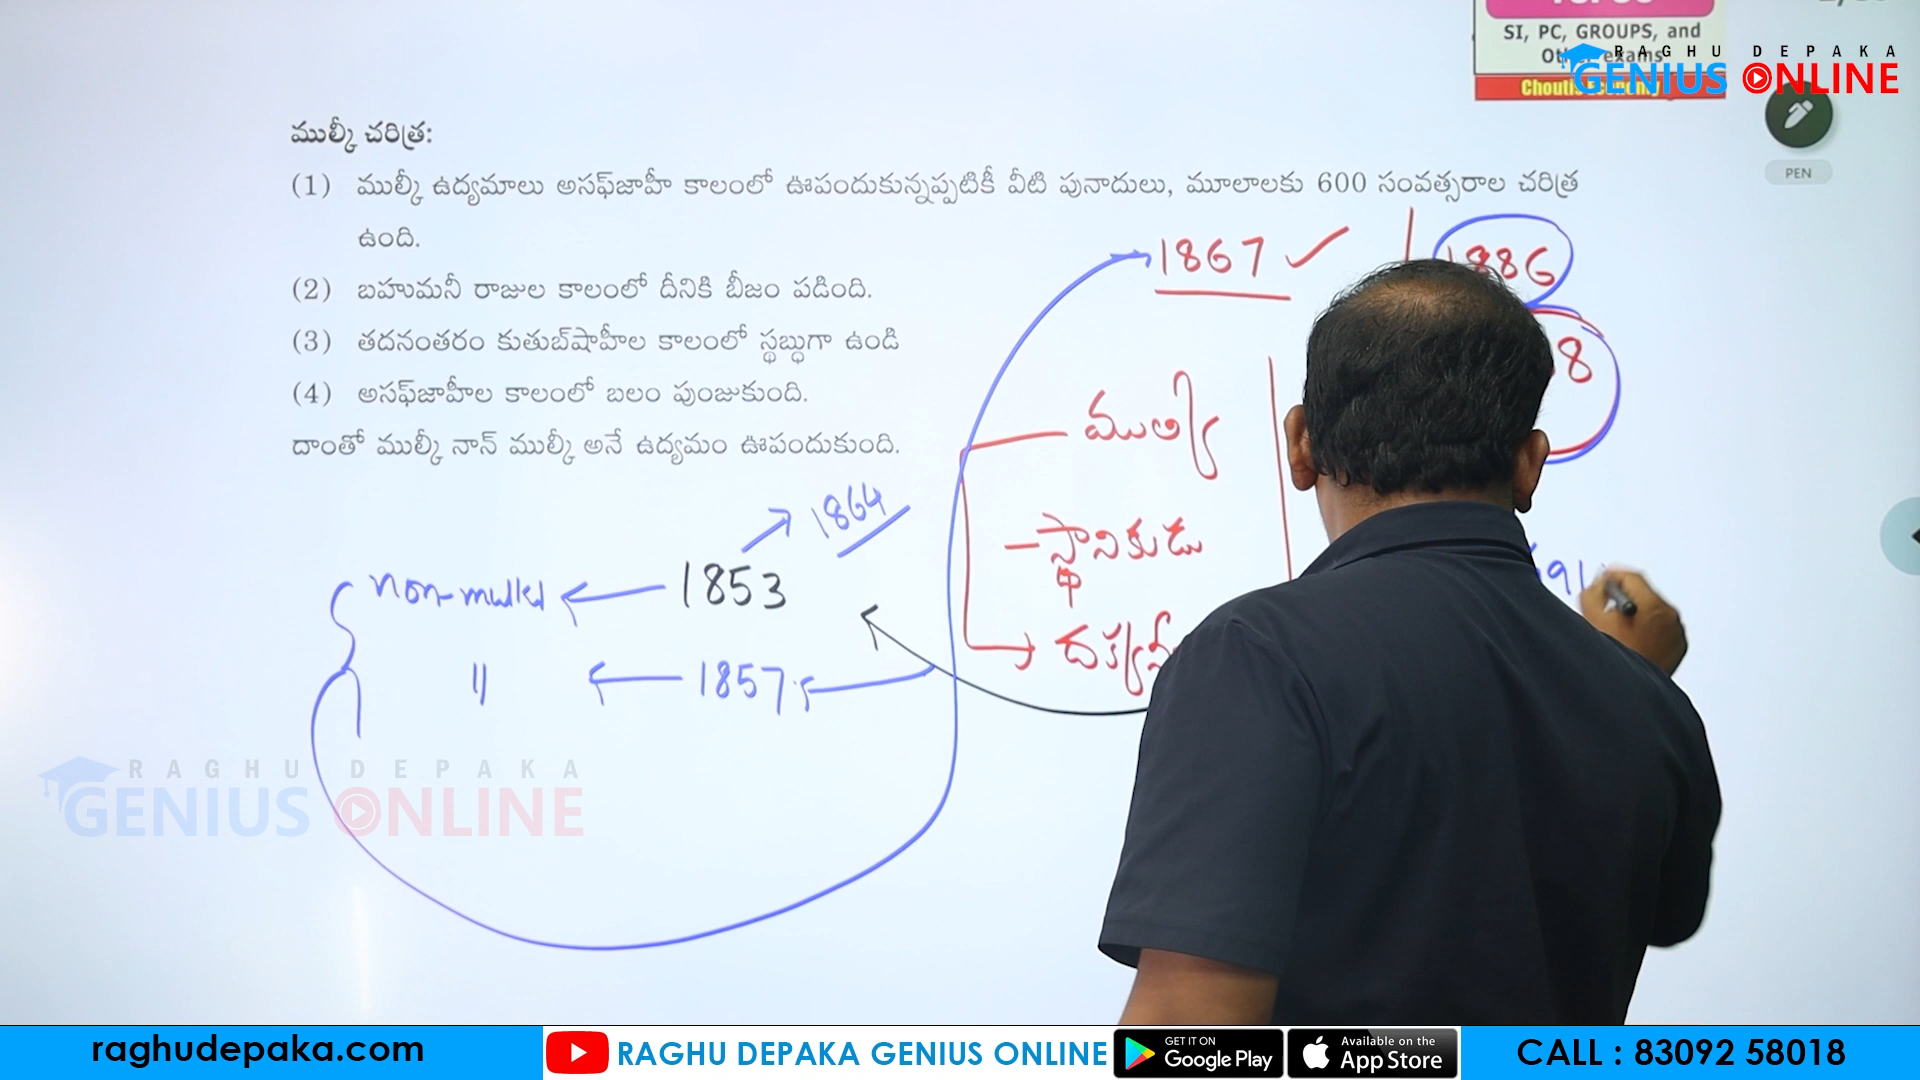 SI, PC, GROUPS, and
RAGHU DEPAKA
GENIUS ONLINE
PEN
ముల్కీ చరిత్ర:
(1) ముల్కీ ఉద్యమాలు అసఫ్‌జాహీ కాలంలో ఊపందుకున్నప్పటికీ వీటి పునాదులు, మూలాలకు 600 సంవత్సరాల చరిత్ర
ఉంది.
(2) బహుమనీ రాజుల కాలంలో దీనికి బీజం పడింది.
(3) తదనంతరం కుతుబ్‌షాహీల కాలంలో స్థబ్ధుగా ఉండి
(4) అసఫ్‌జాహీల కాలంలో బలం పుంజుకుంది.
దాంతో ముల్కీ నాన్ ముల్కీ అనే ఉద్యమం ఊపందుకుంది.
1867
1886
ముల్కీ
1864
స్థానికుడు
non-mulki
1853
"
1857
RAGHU DEPAKA
GENIUS ONLINE
raghudepaka.com
RAGHU DEPAKA GENIUS ONLINE
GET IT ON
Google Play
Available on the
App Store
CALL : 83092 58018